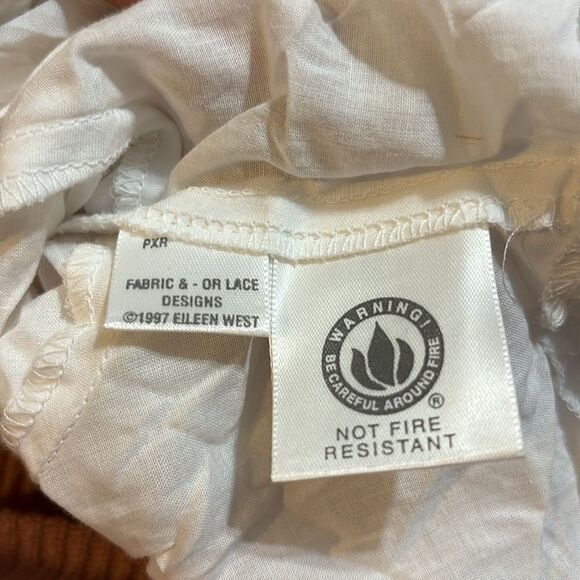 PXR
FABRIC & - OR LACE
DESIGNS
©1997 EILEEN WEST
WARNING!
BE CAREFUL AROUND FIRE
®
NOT FIRE
RESISTANT